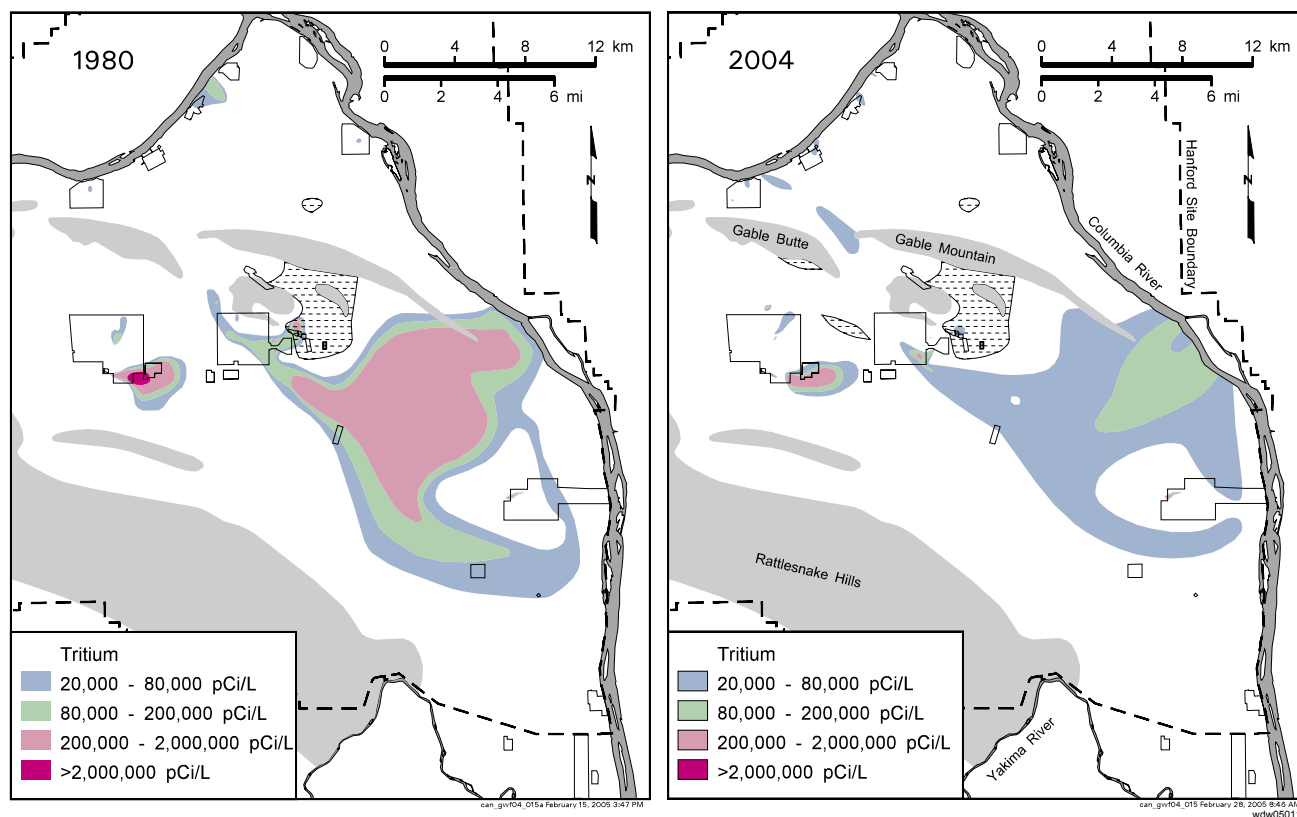 1980
0 4 8 12 km
0 2 4 6 mi
N
Tritium
20,000 - 80,000 pCi/L
80,000 - 200,000 pCi/L
200,000 - 2,000,000 pCi/L
>2,000,000 pCi/L
can_gwf04_015a February 15, 2005 3:47 PM
2004
0 4 8 12 km
0 2 4 6 mi
Hanford Site Boundary
N
Columbia River
Gable Butte
Gable Mountain
Rattlesnake Hills
Yakima River
Tritium
20,000 - 80,000 pCi/L
80,000 - 200,000 pCi/L
200,000 - 2,000,000 pCi/L
>2,000,000 pCi/L
can_gwf04_015 February 28, 2005 8:46 AM